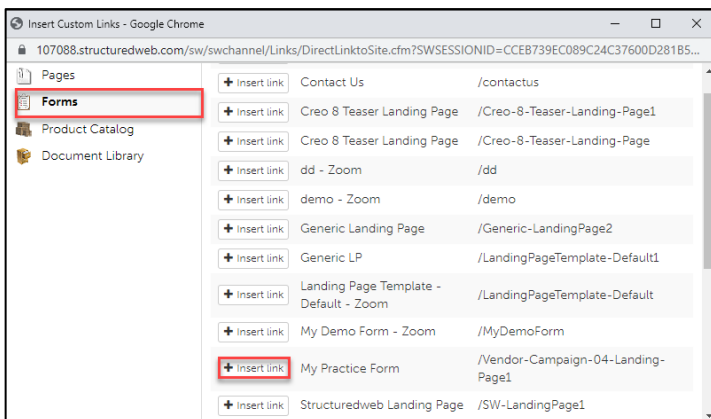 Insert Custom Links - Google Chrome
107088.structuredweb.com/sw/swchannel/Links/DirectLinktoSite.cfm?SWSESSIONID=CCEB739EC089C24C37600D281B5...
Pages
Forms
Product Catalog
Document Library
+ Insert link Contact Us /contactus
+ Insert link Creo 8 Teaser Landing Page /Creo-8-Teaser-Landing-Page1
+ Insert link Creo 8 Teaser Landing Page /Creo-8-Teaser-Landing-Page
+ Insert link dd - Zoom /dd
+ Insert link demo - Zoom /demo
+ Insert link Generic Landing Page /Generic-LandingPage2
+ Insert link Generic LP /LandingPageTemplate-Default1
+ Insert link Landing Page Template -
Default - Zoom /LandingPageTemplate-Default
+ Insert link My Demo Form - Zoom /MyDemoForm
+ Insert link My Practice Form /Vendor-Campaign-04-Landing-
Page1
+ Insert link Structuredweb Landing Page /SW-LandingPage1